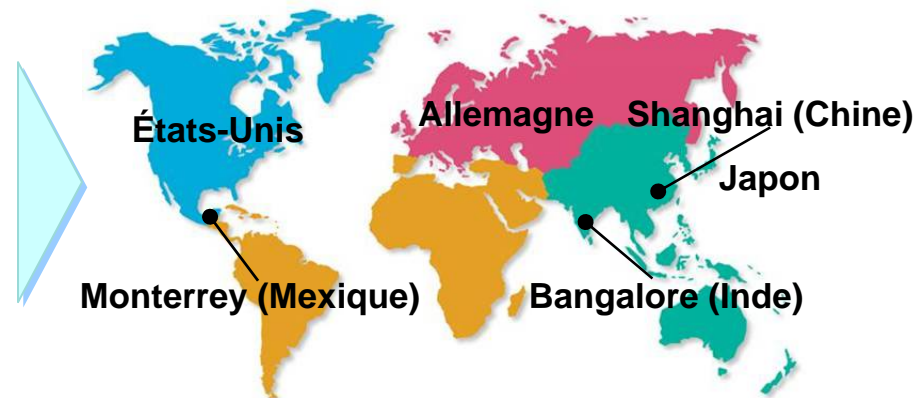 États-Unis
Allemagne
Shanghai (Chine)
Japon
Monterrey (Mexique)
Bangalore (Inde)